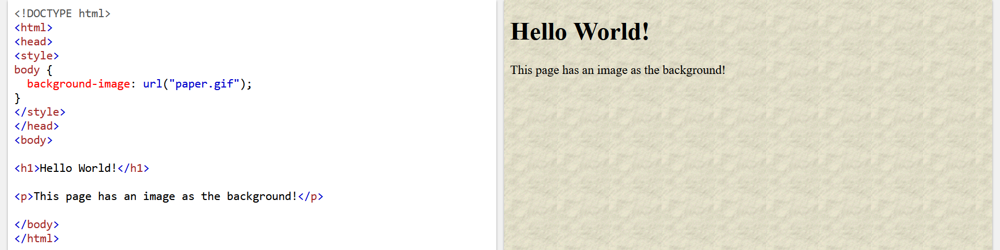 <!DOCTYPE html>
<html>
<head>
<style>
body {
  background-image: url("paper.gif");
}
</style>
</head>
<body>

<h1>Hello World!</h1>

<p>This page has an image as the background!</p>

</body>
</html>
Hello World!
This page has an image as the background!